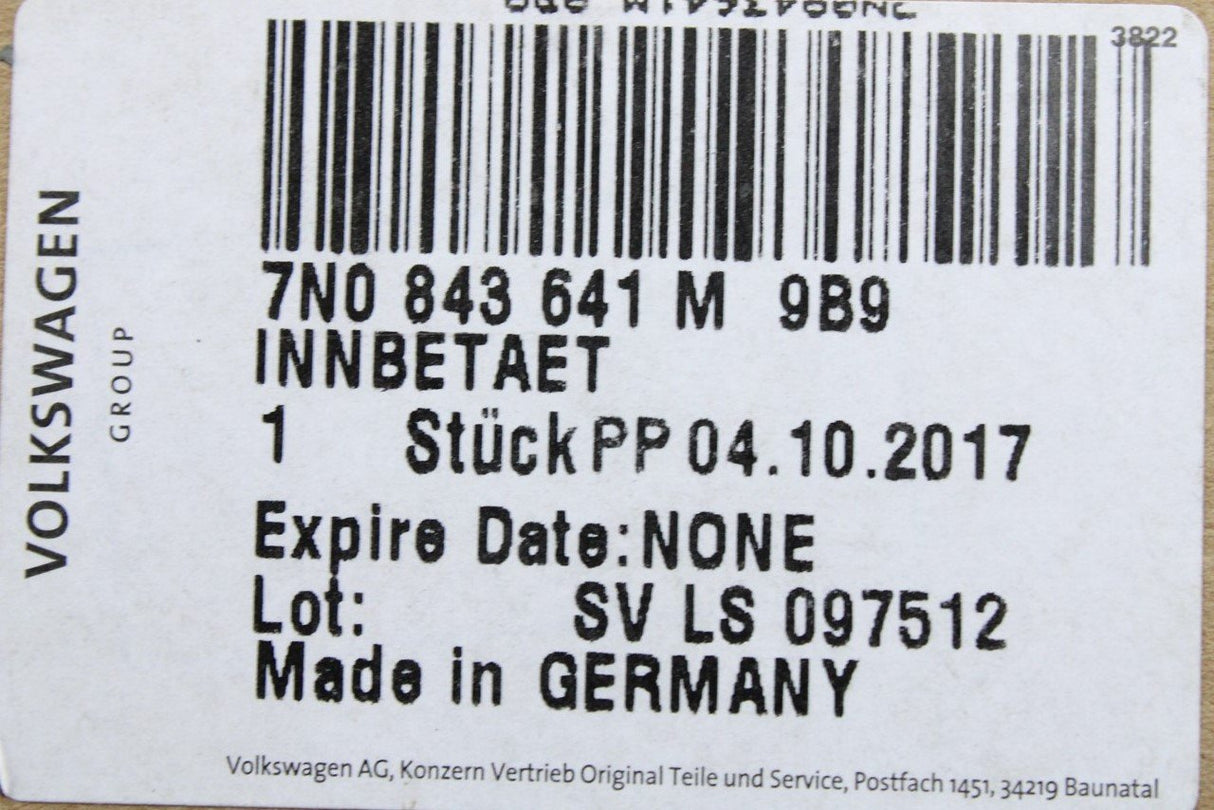 3822
VOLKSWAGEN
GROUP
7N0 843 641 M 9B9
INNBETAET
1 Stück PP 04.10.2017
Expire Date: NONE
Lot: SV LS 097512
Made in GERMANY
Volkswagen AG, Konzern Vertrieb Original Teile und Service, Postfach 1451, 34219 Baunatal